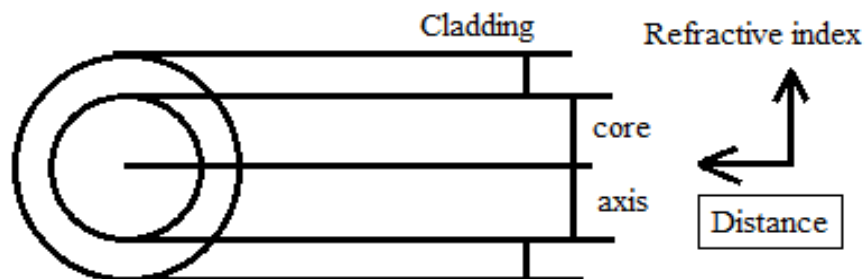 Cladding
Refractive index
core
axis
Distance